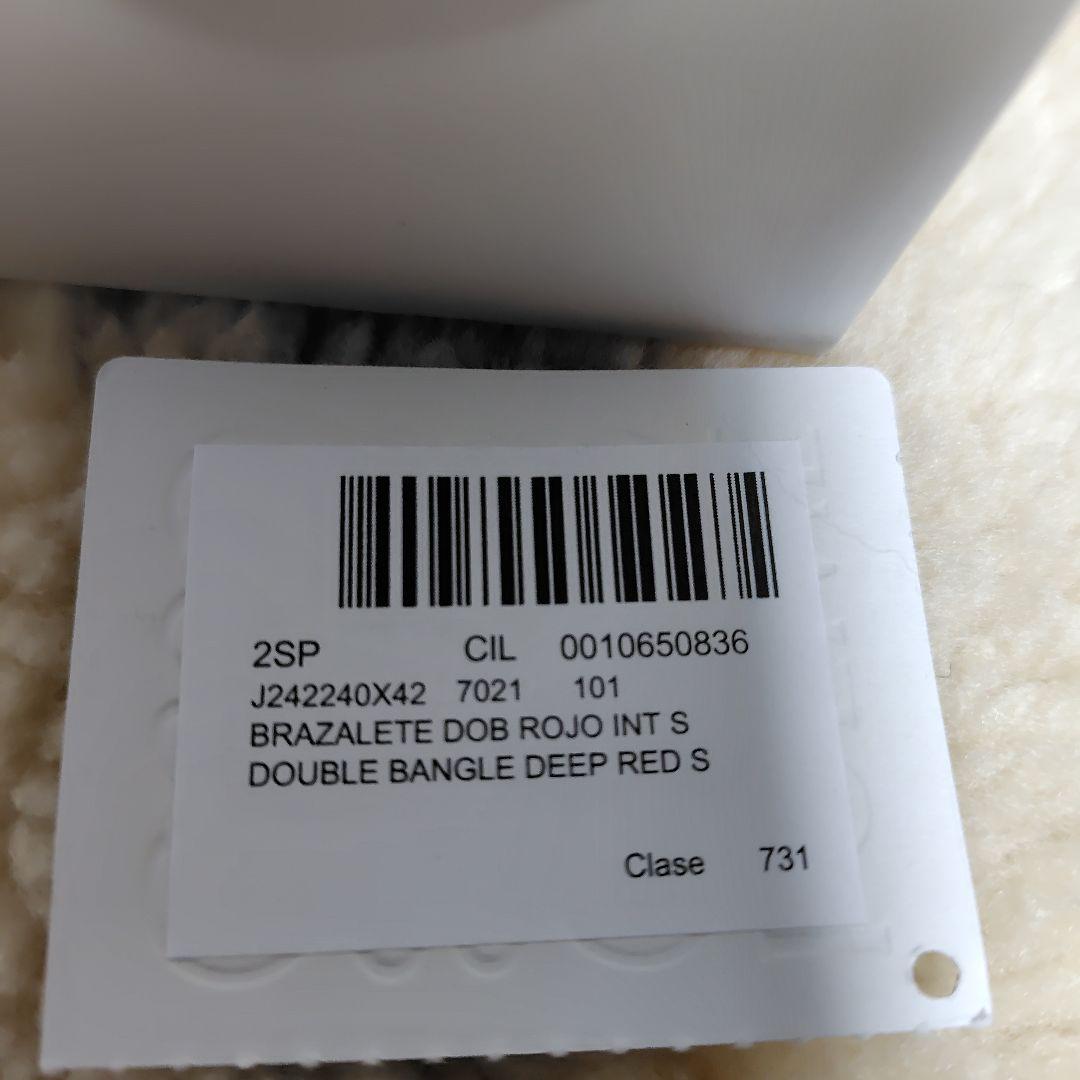 2SP CIL 0010650836
J242240X42 7021 101
BRAZALETE DOB ROJO INT S
DOUBLE BANGLE DEEP RED S
Clase 731